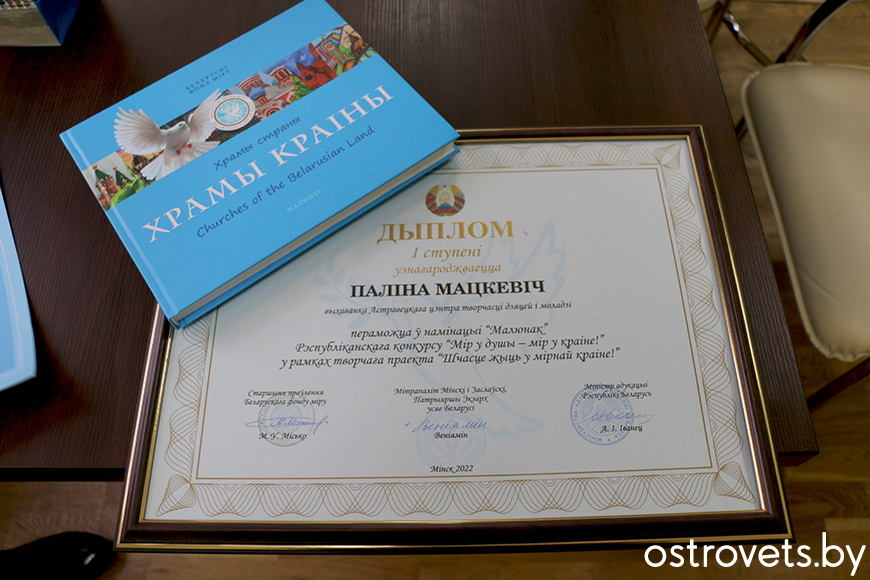 БЕЛАРУСКІ
ФОНД МІРУ
Храмы страны
ХРАМЫ КРАІНЫ
Churches of the Belarusian Land
МАЛЮНКІ
ДЫПЛОМ
I ступені
узнагароджваецца
ПАЛІНА МАЦКЕВІЧ
выхаванка Астравецкага цэнтра творчасці дзяцей і моладзі
пераможца ў намінацыі “Малюнак”
Рэспубліканскага конкурсу “Мір у душы – мір у краіне!”
у рамках творчага праекта “Шчасце жыць у мірнай краіне!”
Старшыня праўлення
Беларускага фонду міру
М. У. Місько
Мітрапаліт Мінскі і Заслаўскі,
Патрыяршы Экзарх
усяе Беларусі
+ Веніямин
Веніямін
Міністр адукацыі
Рэспублікі Беларусь
А. І. Іванец
Мінск 2022
ostrovets.by